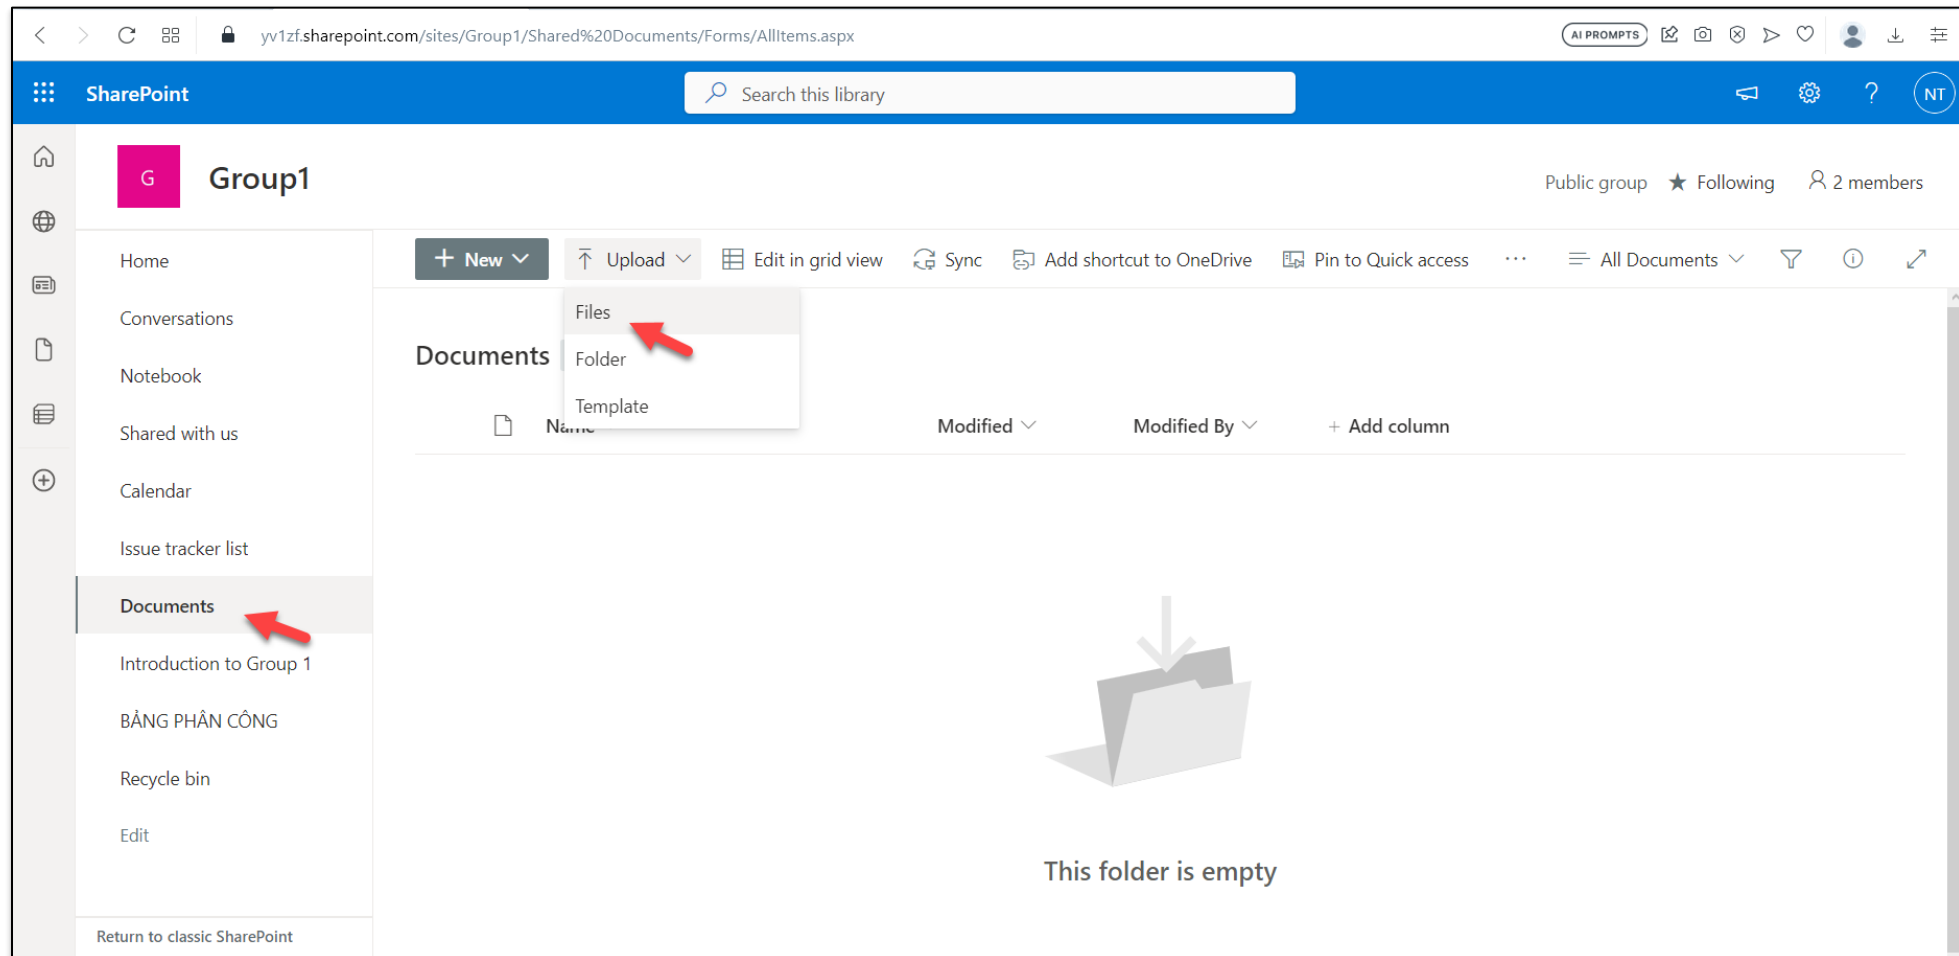 yv1zf.sharepoint.com/sites/Group1/Shared%20Documents/Forms/AllItems.aspx
AI PROMPTS
SharePoint
Search this library
?
NT
G
Group1
Public group
Following
2 members
Home
Conversations
Notebook
Shared with us
Calendar
Issue tracker list
Documents
Introduction to Group 1
BẢNG PHÂN CÔNG
Recycle bin
Edit
Return to classic SharePoint
+ New
Upload
Edit in grid view
Sync
Add shortcut to OneDrive
Pin to Quick access
···
All Documents
Files
Folder
Template
Documents
Name
Modified
Modified By
+ Add column
This folder is empty